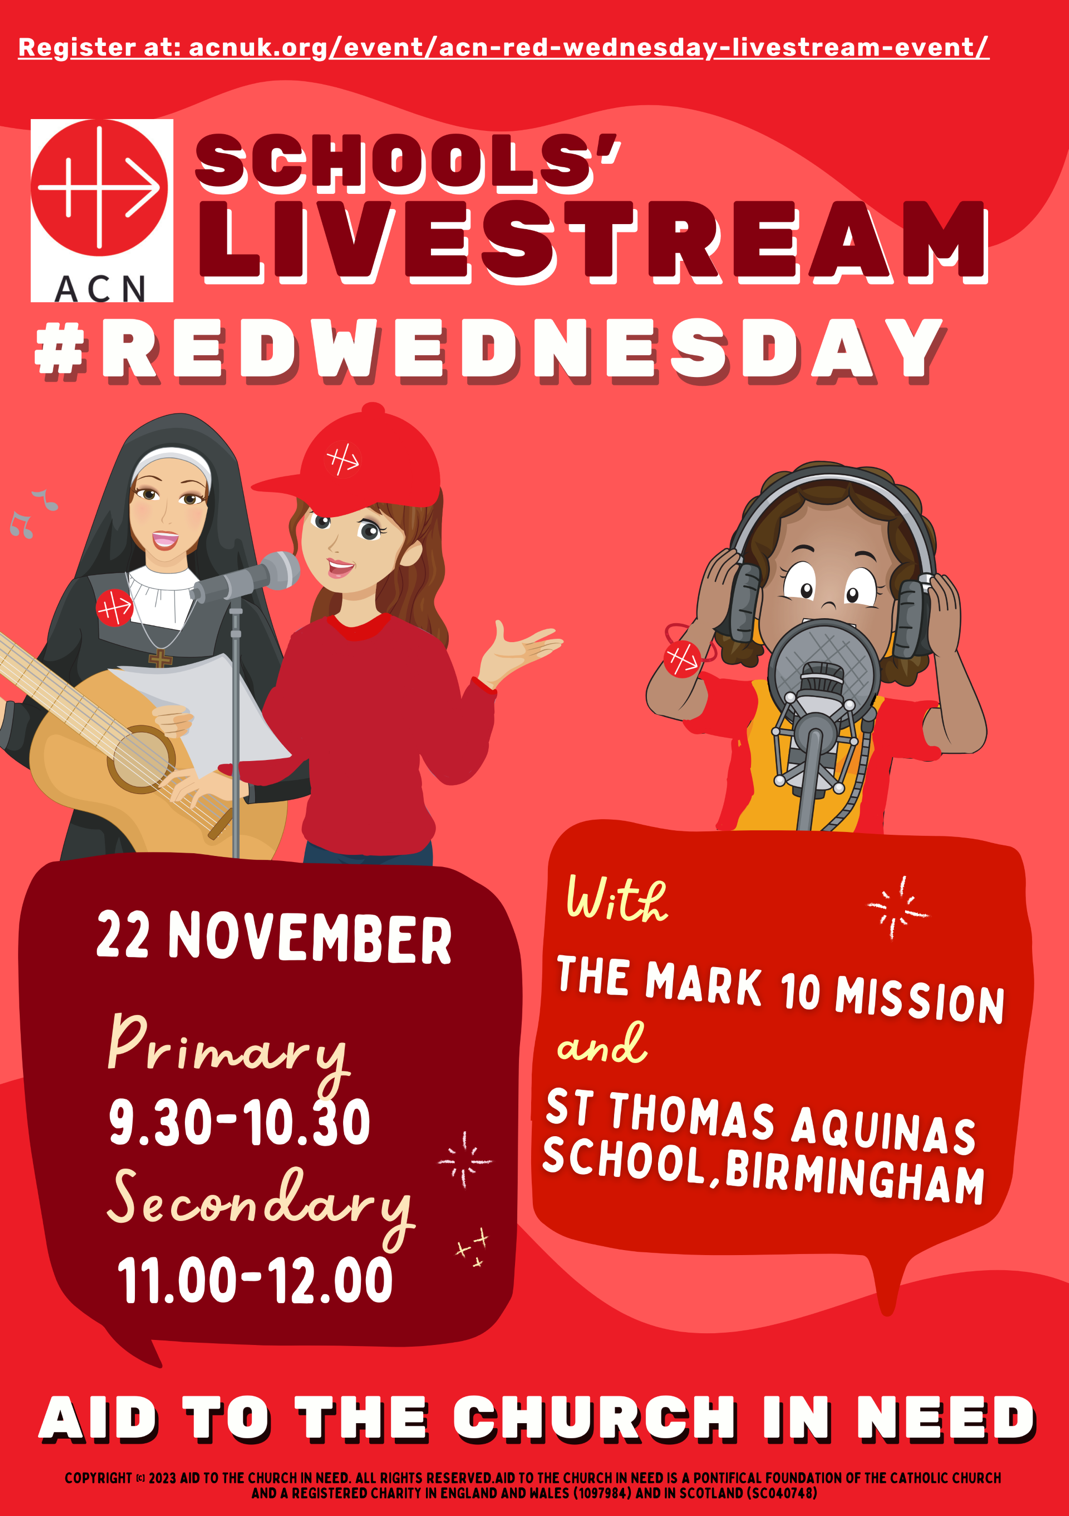 Register at: acnuk.org/event/acn-red-wednesday-livestream-event/
SCHOOLS'
LIVESTREAM
ACN
#REDWEDNESDAY
22 NOVEMBER
Primary
9.30-10.30
Secondary
11.00-12.00
With
THE MARK 10 MISSION
and
ST THOMAS AQUINAS
SCHOOL,BIRMINGHAM
AID TO THE CHURCH IN NEED
COPYRIGHT © 2023 AID TO THE CHURCH IN NEED. ALL RIGHTS RESERVED.AID TO THE CHURCH IN NEED IS A PONTIFICAL FOUNDATION OF THE CATHOLIC CHURCH
AND A REGISTERED CHARITY IN ENGLAND AND WALES (1097984) AND IN SCOTLAND (SC040748)